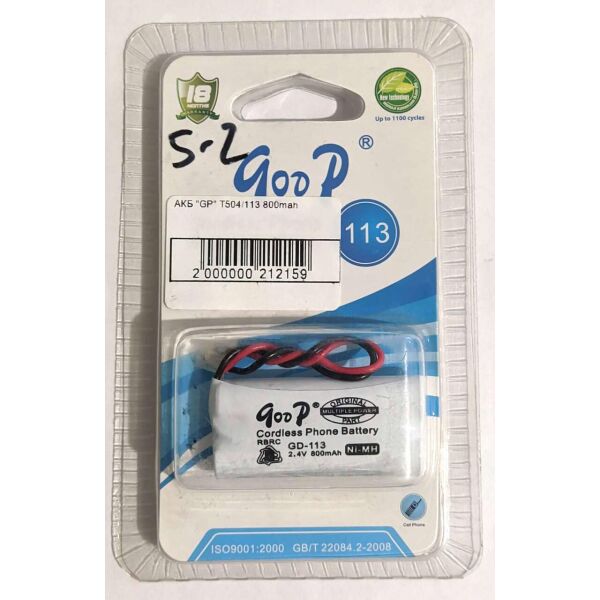 18
MONTHS
WARRANTY
New technology
Up to 1100 cycles
S-2
gooP®
АКБ "GP" T504/113 800mah
113
2 000000 212159
gooP®
ORIGINAL
MULTIPLE POWER
PART
Cordless Phone Battery
RBRC
GD-113
2.4V 800mAh
Ni-MH
Cell Phone
ISO9001:2000 GB/T 22084.2-2008